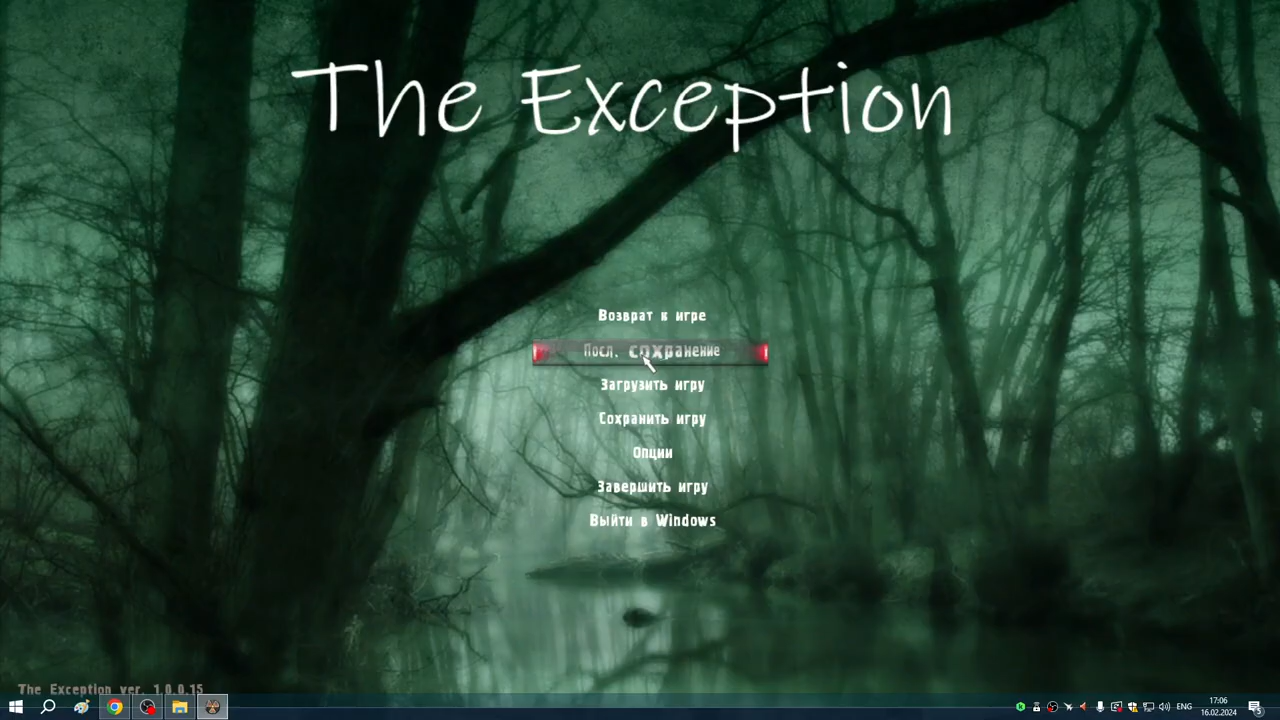 The Exception
Возврат к игре
Посл. сохранение
Загрузить игру
Сохранить игру
Опции
Завершить игру
Выйти в Windows
The Exception ver. 1.0.0.15
17:06
ENG
16.02.2024